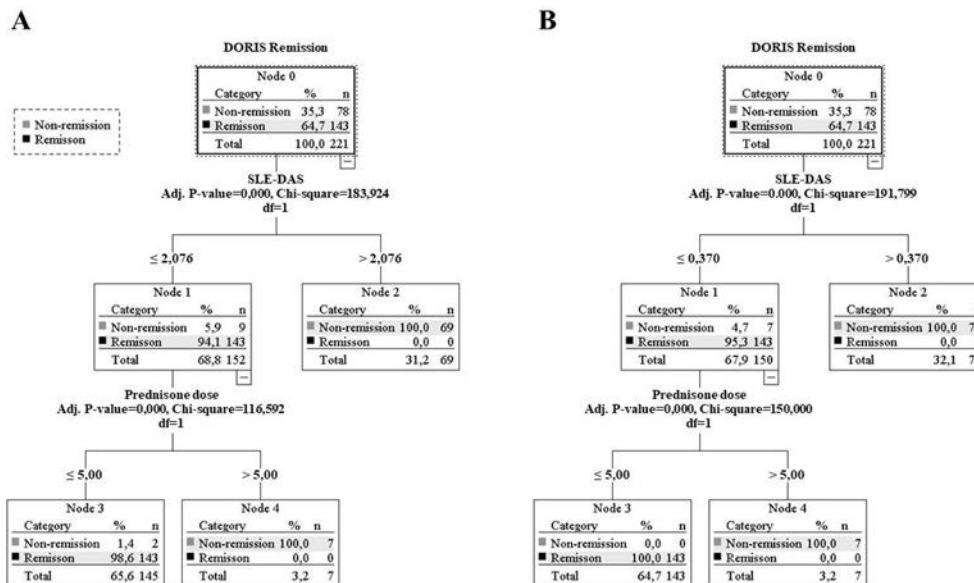 A
DORIS Remission
Node 0
Category % n
Non-remission 35,3 78
Remisson 64,7 143
Total 100,0 221
Non-remission
Remisson
SLE-DAS
Adj. P-value=0,000, Chi-square=183,924
df=1
≤ 2,076
> 2,076
Node 1
Category % n
Non-remission 5,9 9
Remisson 94,1 143
Total 68,8 152
Node 2
Category % n
Non-remission 100,0 69
Remisson 0,0 0
Total 31,2 69
Prednisone dose
Adj. P-value=0,000, Chi-square=116,592
df=1
≤ 5,00
> 5,00
Node 3
Category % n
Non-remission 1,4 2
Remisson 98,6 143
Total 65,6 145
Node 4
Category % n
Non-remission 100,0 7
Remisson 0,0 0
Total 3,2 7
B
DORIS Remission
Node 0
Category % n
Non-remission 35,3 78
Remisson 64,7 143
Total 100,0 221
SLE-DAS
Adj. P-value=0.000, Chi-square=191,799
df=1
≤ 0,370
> 0,370
Node 1
Category % n
Non-remission 4,7 7
Remisson 95,3 143
Total 67,9 150
Node 2
Category %
Non-remission 100,0 7
Remisson 0,0
Total 32,1 7
Prednisone dose
Adj. P-value=0,000, Chi-square=150,000
df=1
≤ 5,00
> 5,00
Node 3
Category % n
Non-remission 0,0 0
Remisson 100,0 143
Total 64,7 143
Node 4
Category % n
Non-remission 100,0 7
Remisson 0,0 0
Total 3,2 7